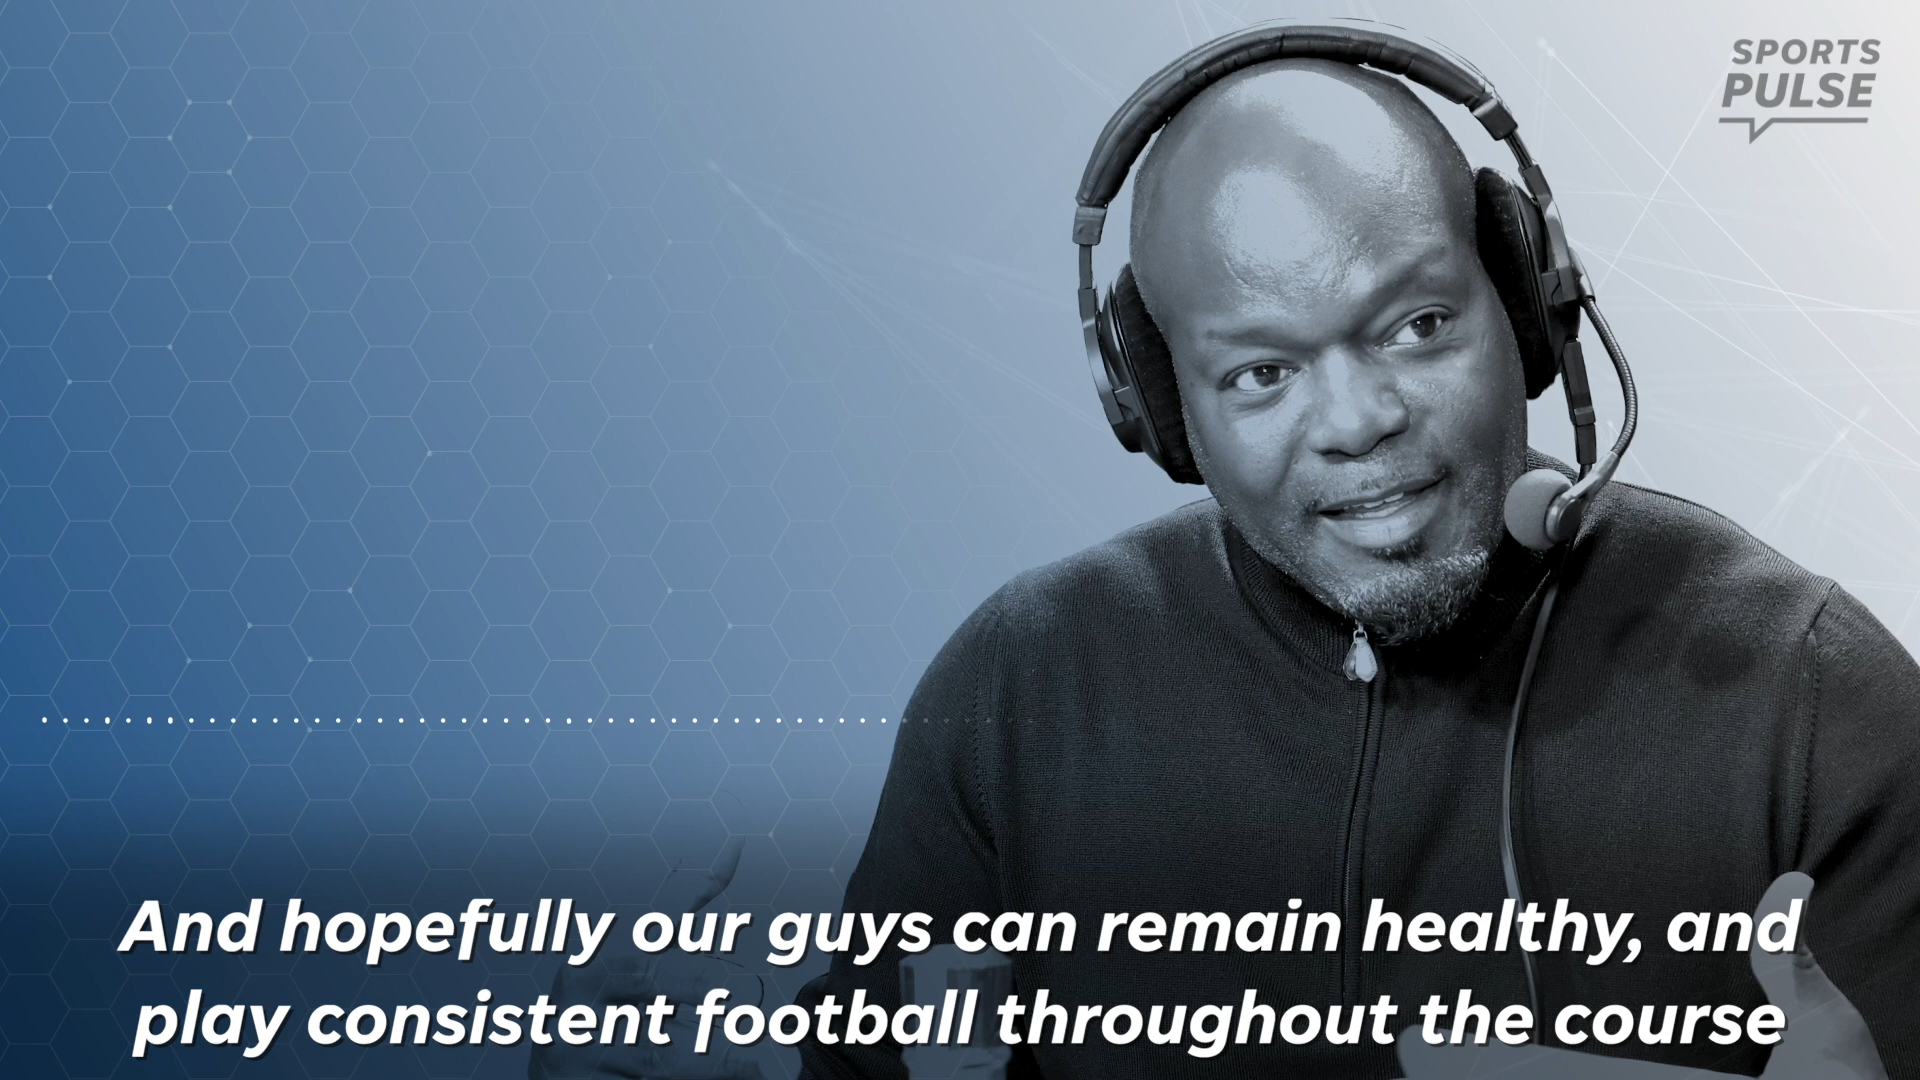 SPORTS
PULSE
And hopefully our guys can remain healthy, and
play consistent football throughout the course